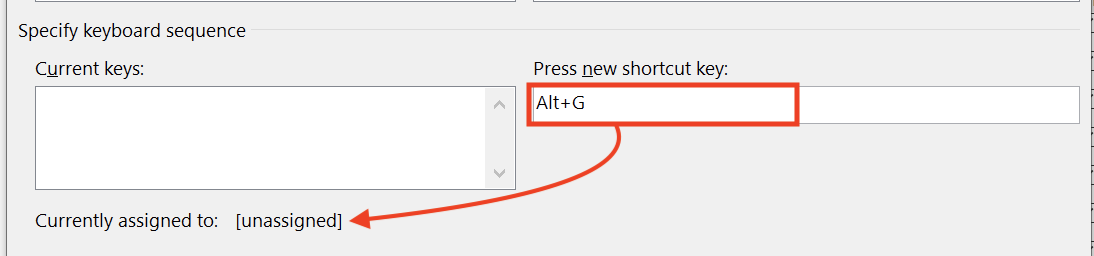 Specify keyboard sequence
Current keys:
Press new shortcut key:
Alt+G
Currently assigned to: [unassigned]